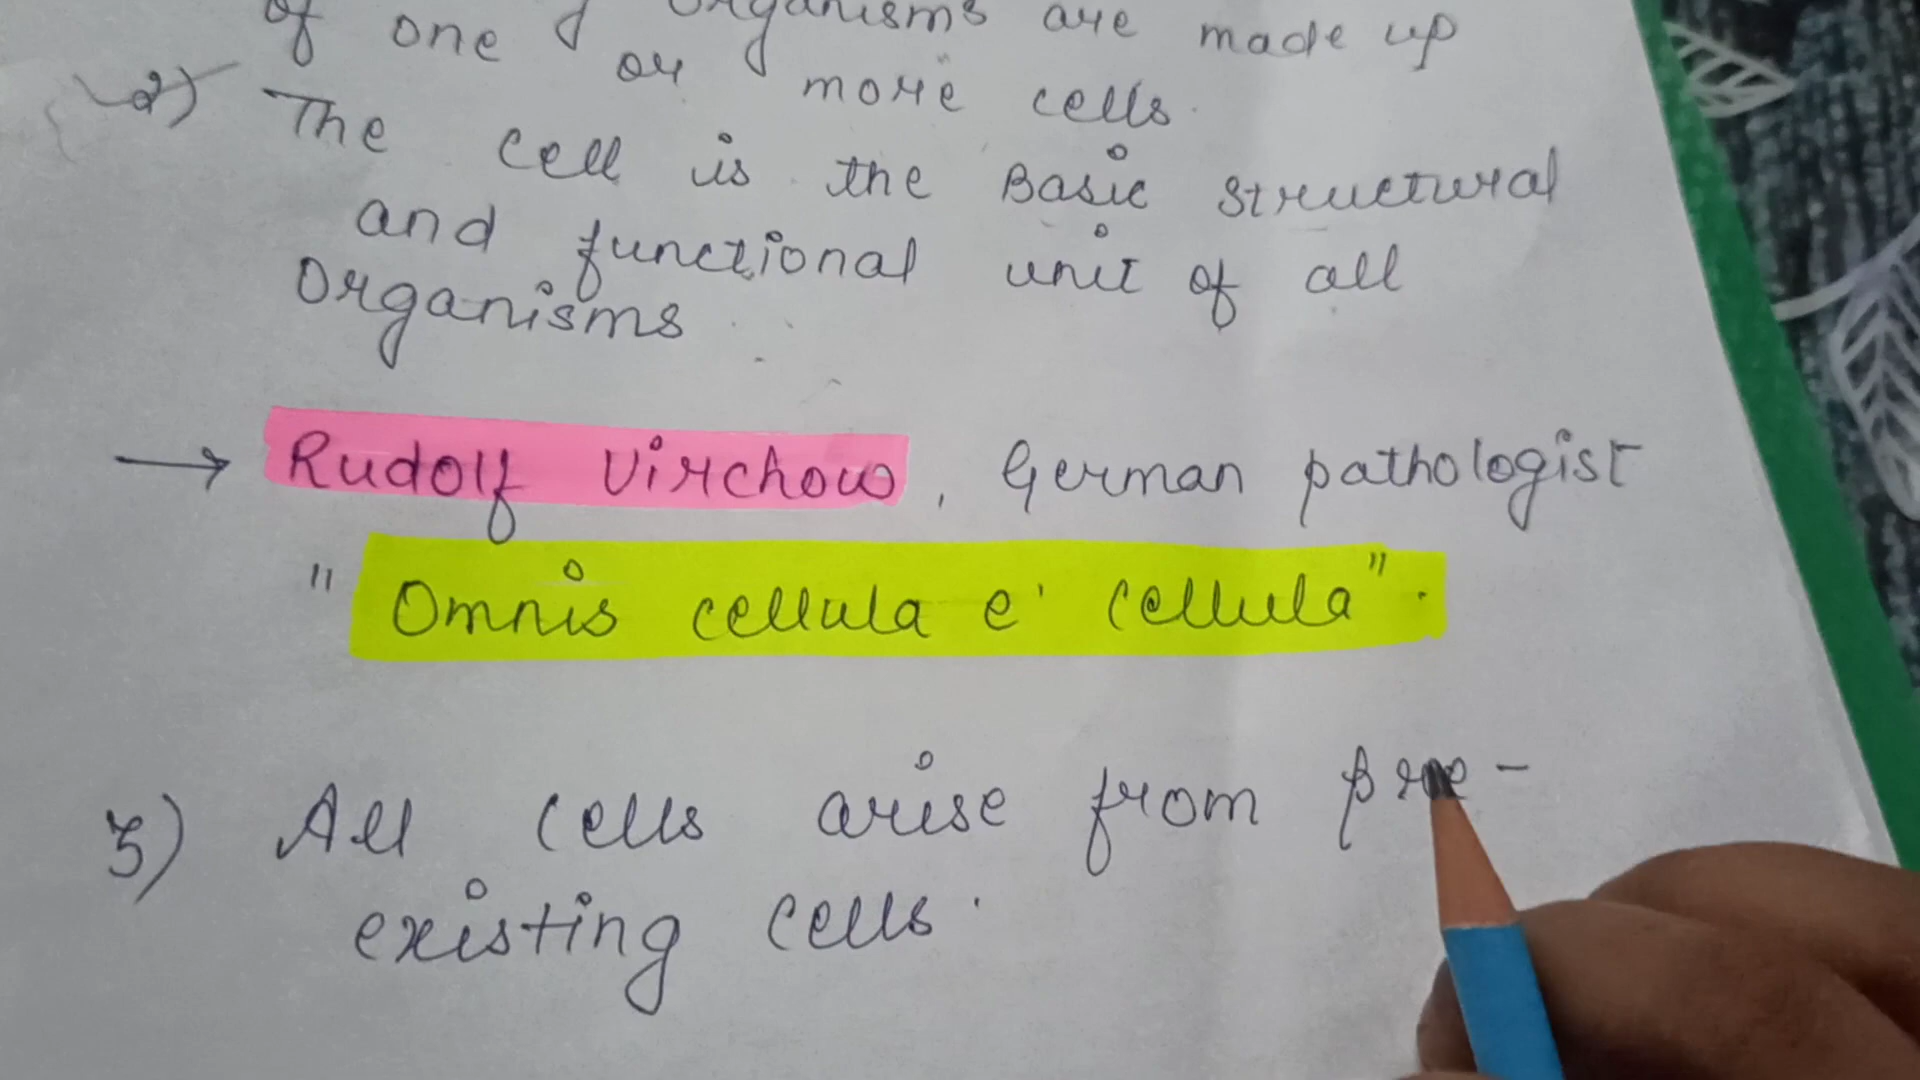 of one or more cells.
organisms are made up
2) The cell is the Basic structural
and functional unit of all
Organisms.
→ Rudolf Virchow, German pathologist
" Omnis cellula e' cellula".
3) All cells arise from pre-
existing cells.